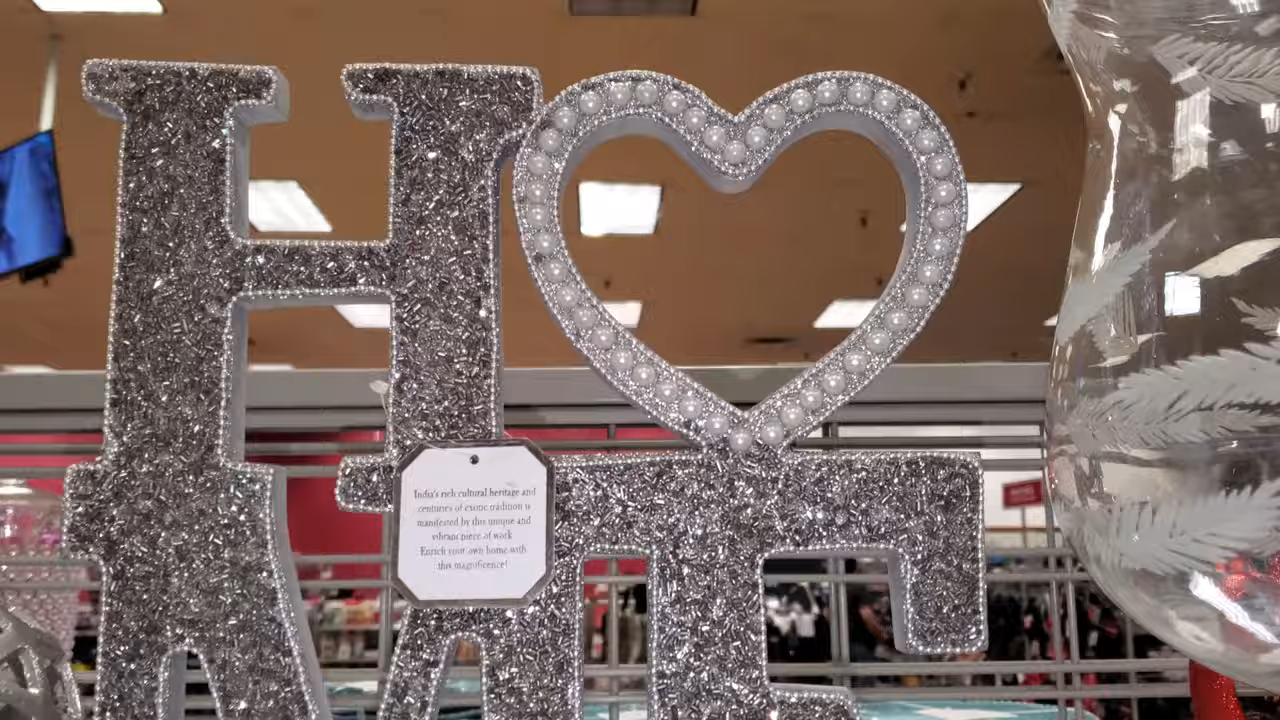 H
ME
India's rich cultural heritage and
centuries of exotic tradition is
manifested by this unique and
vibrant piece of work
Enrich your own home with
this magnificence!